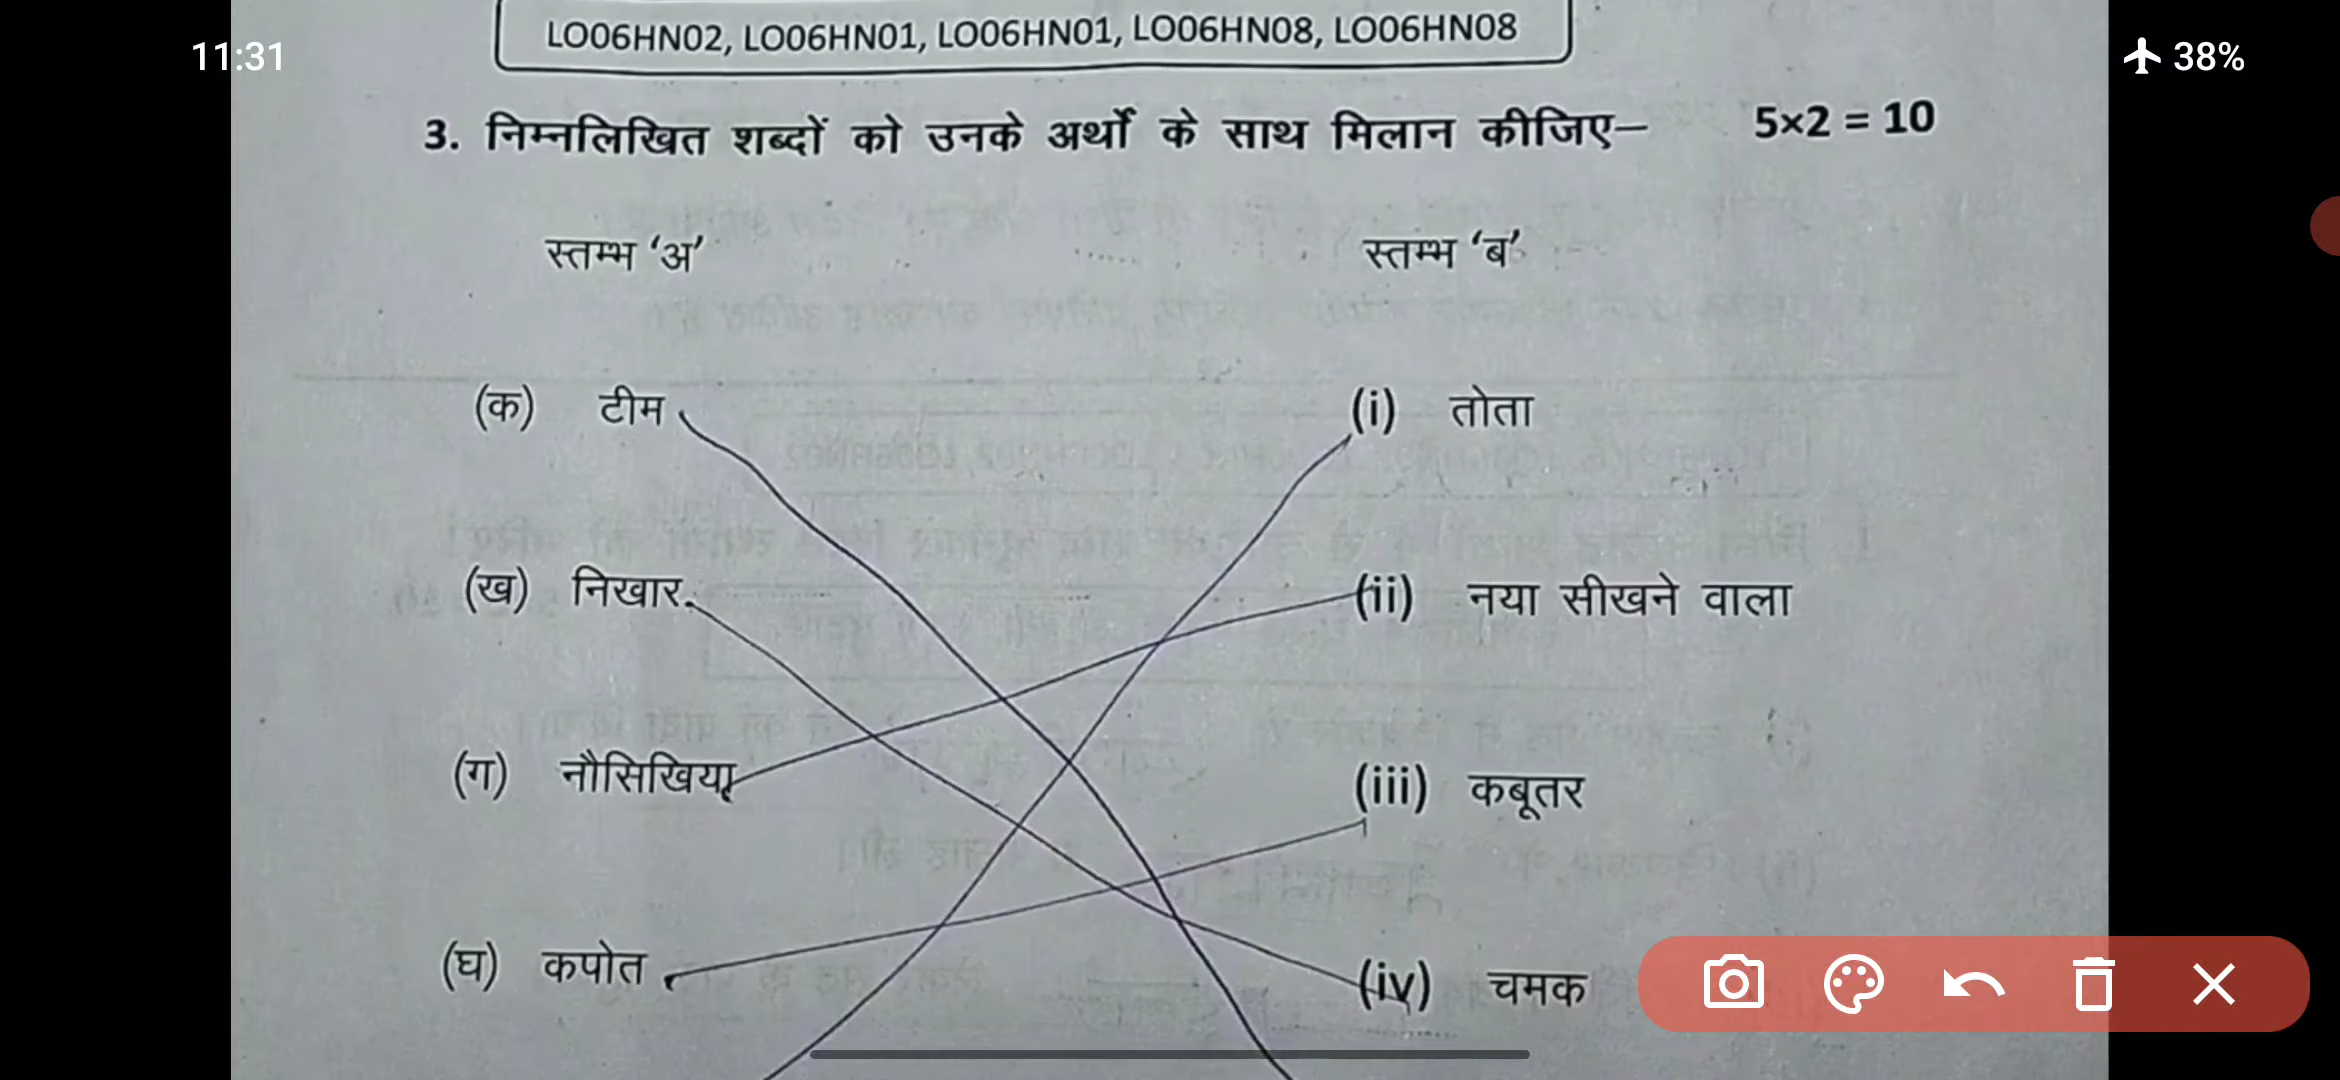 LO06HN02, LO06HN01, LO06HN01, LO06HN08, LO06HN08
11:31
38%
3. निम्नलिखित शब्दों को उनके अर्थों के साथ मिलान कीजिए— 5×2 = 10
स्तम्भ ‘अ’ स्तम्भ ‘ब’
(क) टीम (i) तोता
(ख) निखार (ii) नया सीखने वाला
(ग) नौसिखिया (iii) कबूतर
(घ) कपोत (iv) चमक